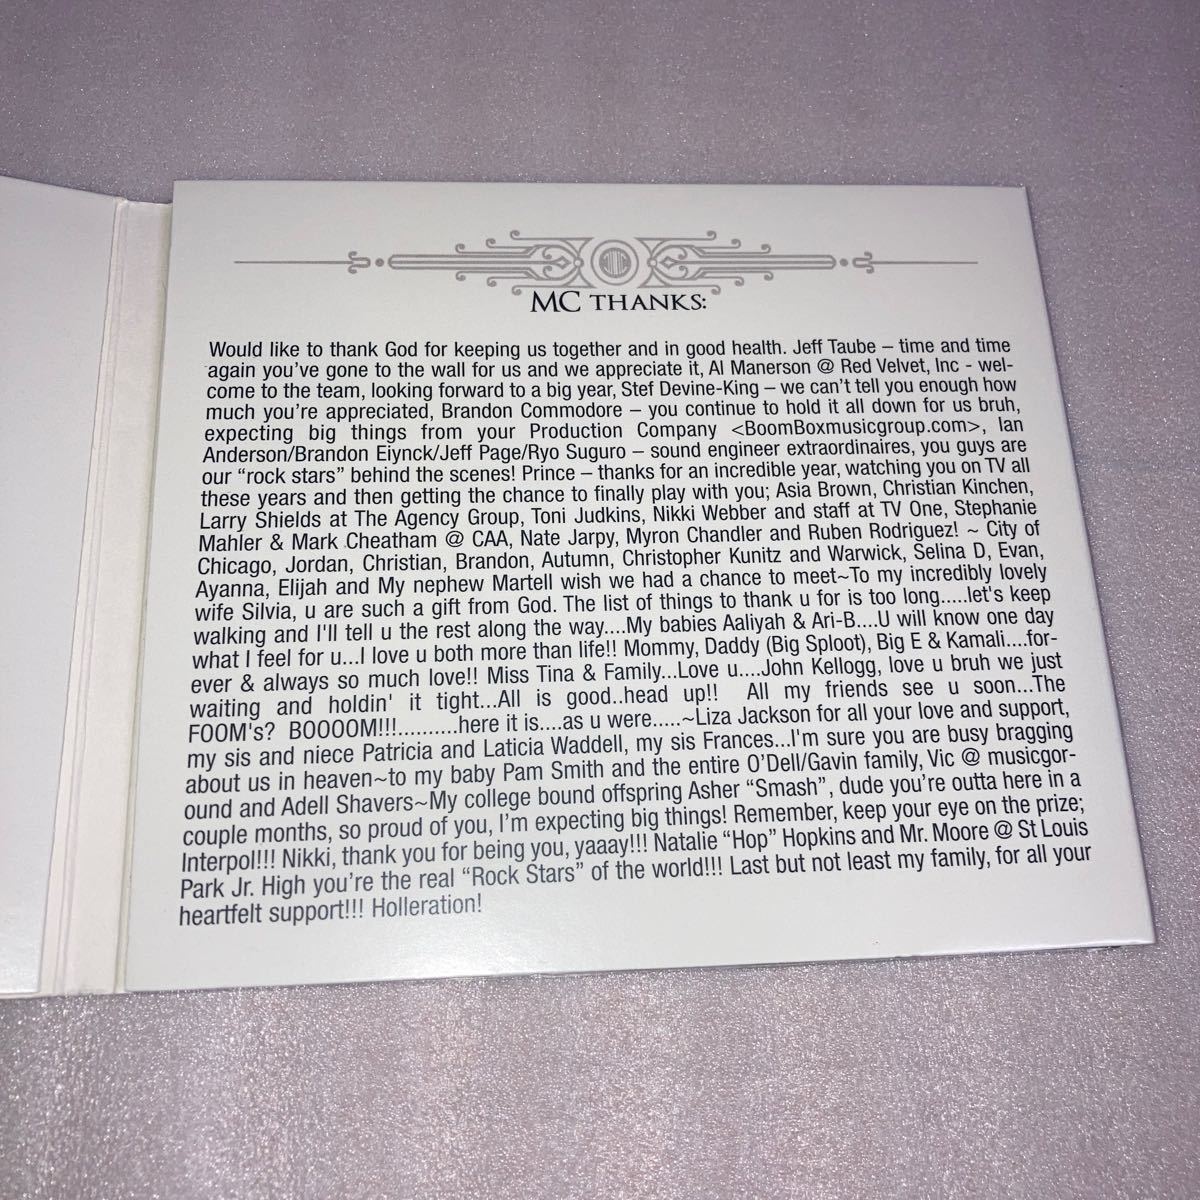 MC THANKS:
Would like to thank God for keeping us together and in good health. Jeff Taube – time and time
again you've gone to the wall for us and we appreciate it, Al Manerson @ Red Velvet, Inc - wel-
come to the team, looking forward to a big year, Stef Devine-King – we can't tell you enough how
much you're appreciated, Brandon Commodore – you continue to hold it all down for us bruh,
expecting big things from your Production Company <BoomBoxmusicgroup.com>, Ian
Anderson/Brandon Eiynck/Jeff Page/Ryo Suguro – sound engineer extraordinaires, you guys are
our “rock stars” behind the scenes! Prince – thanks for an incredible year, watching you on TV all
these years and then getting the chance to finally play with you; Asia Brown, Christian Kinchen,
Larry Shields at The Agency Group, Toni Judkins, Nikki Webber and staff at TV One, Stephanie
Mahler & Mark Cheatham @ CAA, Nate Jarpy, Myron Chandler and Ruben Rodriguez! ~ City of
Chicago, Jordan, Christian, Brandon, Autumn, Christopher Kunitz and Warwick, Selina D, Evan,
Ayanna, Elijah and My nephew Martell wish we had a chance to meet~To my incredibly lovely
wife Silvia, u are such a gift from God. The list of things to thank u for is too long.....let's keep
walking and I'll tell u the rest along the way....My babies Aaliyah & Ari-B....U will know one day
what I feel for u...I love u both more than life!! Mommy, Daddy (Big Sploot), Big E & Kamali....for-
ever & always so much love!! Miss Tina & Family...Love u....John Kellogg, love u bruh we just
waiting and holdin' it tight...All is good..head up!! All my friends see u soon...The
FOOM's? BOOOOM!!!..........here it is....as u were.....~Liza Jackson for all your love and support,
my sis and niece Patricia and Laticia Waddell, my sis Frances...I'm sure you are busy bragging
about us in heaven~to my baby Pam Smith and the entire O'Dell/Gavin family, Vic @ musicgor-
ound and Adell Shavers~My college bound offspring Asher “Smash”, dude you're outta here in a
couple months, so proud of you, I'm expecting big things! Remember, keep your eye on the prize;
Interpol!!! Nikki, thank you for being you, yaaay!!! Natalie “Hop” Hopkins and Mr. Moore @ St Louis
Park Jr. High you're the real “Rock Stars” of the world!!! Last but not least my family, for all your
heartfelt support!!! Holleration!